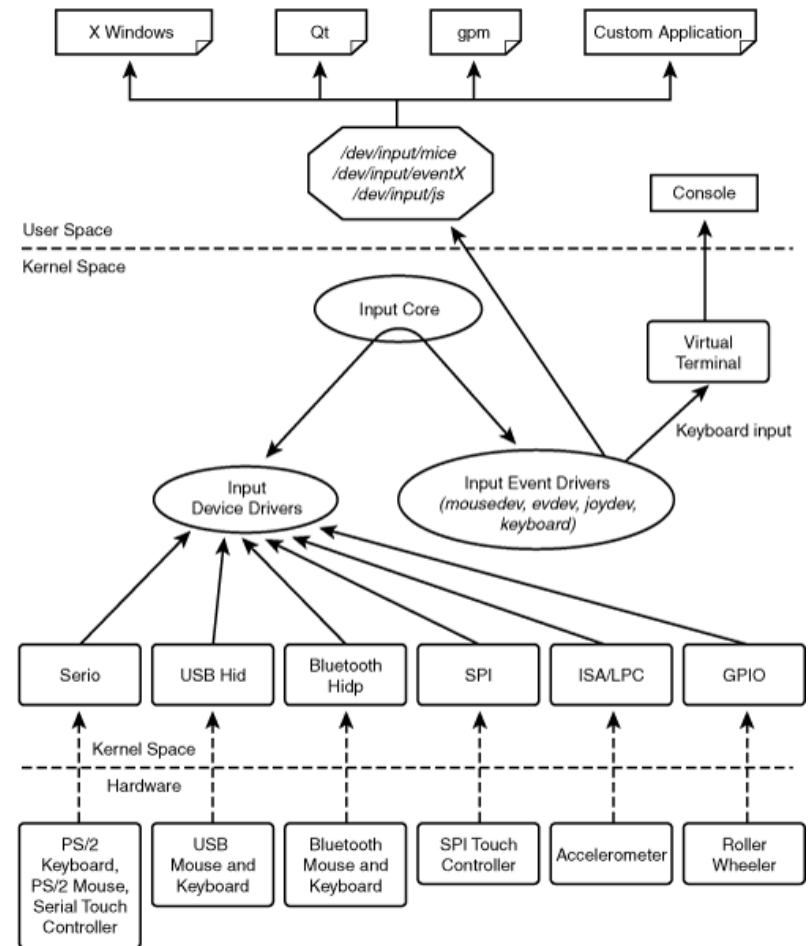 X Windows
Qt
gpm
Custom Application
/dev/input/mice
/dev/input/eventX
/dev/input/js
Console
User Space
Kernel Space
Input Core
Virtual
Terminal
Keyboard input
Input
Device Drivers
Input Event Drivers
(mousedev, evdev, joydev,
keyboard)
Serio
USB Hid
Bluetooth
Hidp
SPI
ISA/LPC
GPIO
Kernel Space
Hardware
PS/2
Keyboard,
PS/2 Mouse,
Serial Touch
Controller
USB
Mouse and
Keyboard
Bluetooth
Mouse and
Keyboard
SPI Touch
Controller
Accelerometer
Roller
Wheeler